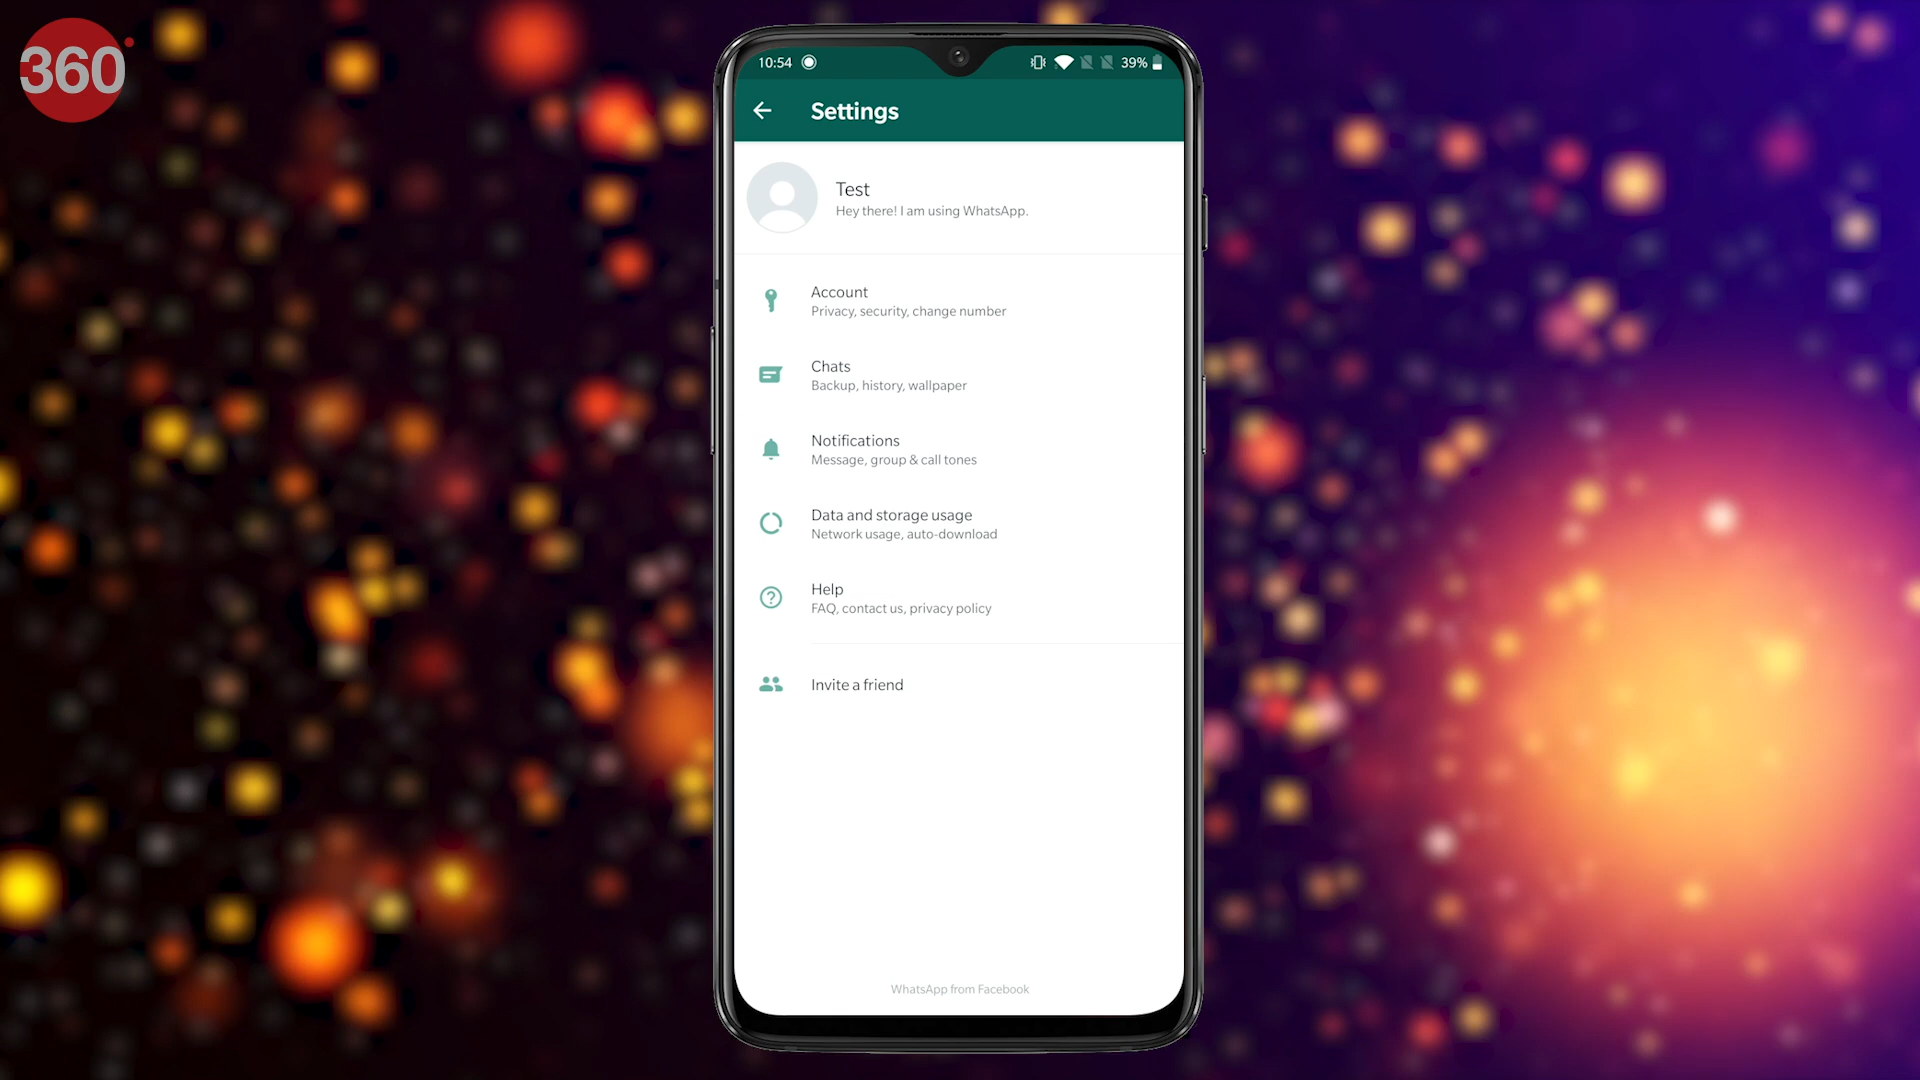 360
10:54
39%
Settings
Test
Hey there! I am using WhatsApp.
Account
Privacy, security, change number
Chats
Backup, history, wallpaper
Notifications
Message, group & call tones
Data and storage usage
Network usage, auto-download
Help
FAQ, contact us, privacy policy
Invite a friend
WhatsApp from Facebook